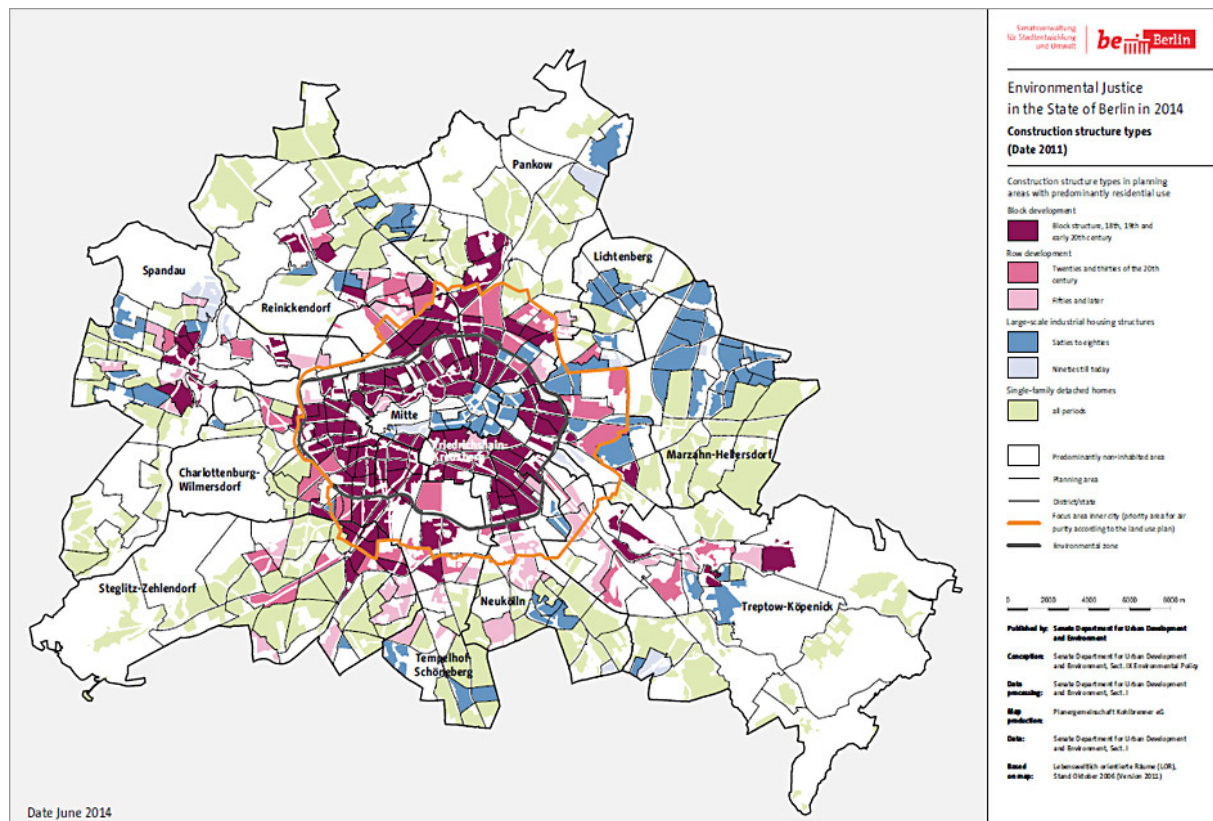 Senatsverwaltung
für Stadtentwicklung
und Umwelt
be Berlin
Environmental Justice
in the State of Berlin in 2014
Construction structure types
(Date 2011)
Construction structure types in planning
areas with predominantly residential use
Block development
Block structure, 18th, 19th and
early 20th century
Row development
Twenties and thirties of the 20th
century
Fifties and later
Large-scale industrial housing structures
Sixties to eighties
Nineties till today
Single-family detached homes
all periods
Predominantly non-inhabited area
Planning area
District/state
Focus area inner city (priority area for air
purity according to the land use plan)
Environmental zone
0 2000 4000 6000 8000 m
Published by: Senate Department for Urban Development
and Environment
Conception: Senate Department for Urban Development
and Environment, Sect. IX Environmental Policy
Data
processing: Senate Department for Urban Development
and Environment, Sect. I
Map
production: Planergemeinschaft Kohlbrenner eG
Data: Senate Department for Urban Development
and Environment, Sect. I
Based
on map: Lebensweltlich orientierte Räume (LOR),
Stand Oktober 2006 (Version 2011)
Pankow
Lichtenberg
Spandau
Reinickendorf
Mitte
Friedrichshain-
Kreuzberg
Marzahn-Hellersdorf
Charlottenburg-
Wilmersdorf
Steglitz-Zehlendorf
Neukölln
Treptow-Köpenick
Tempelhof-
Schöneberg
Date June 2014